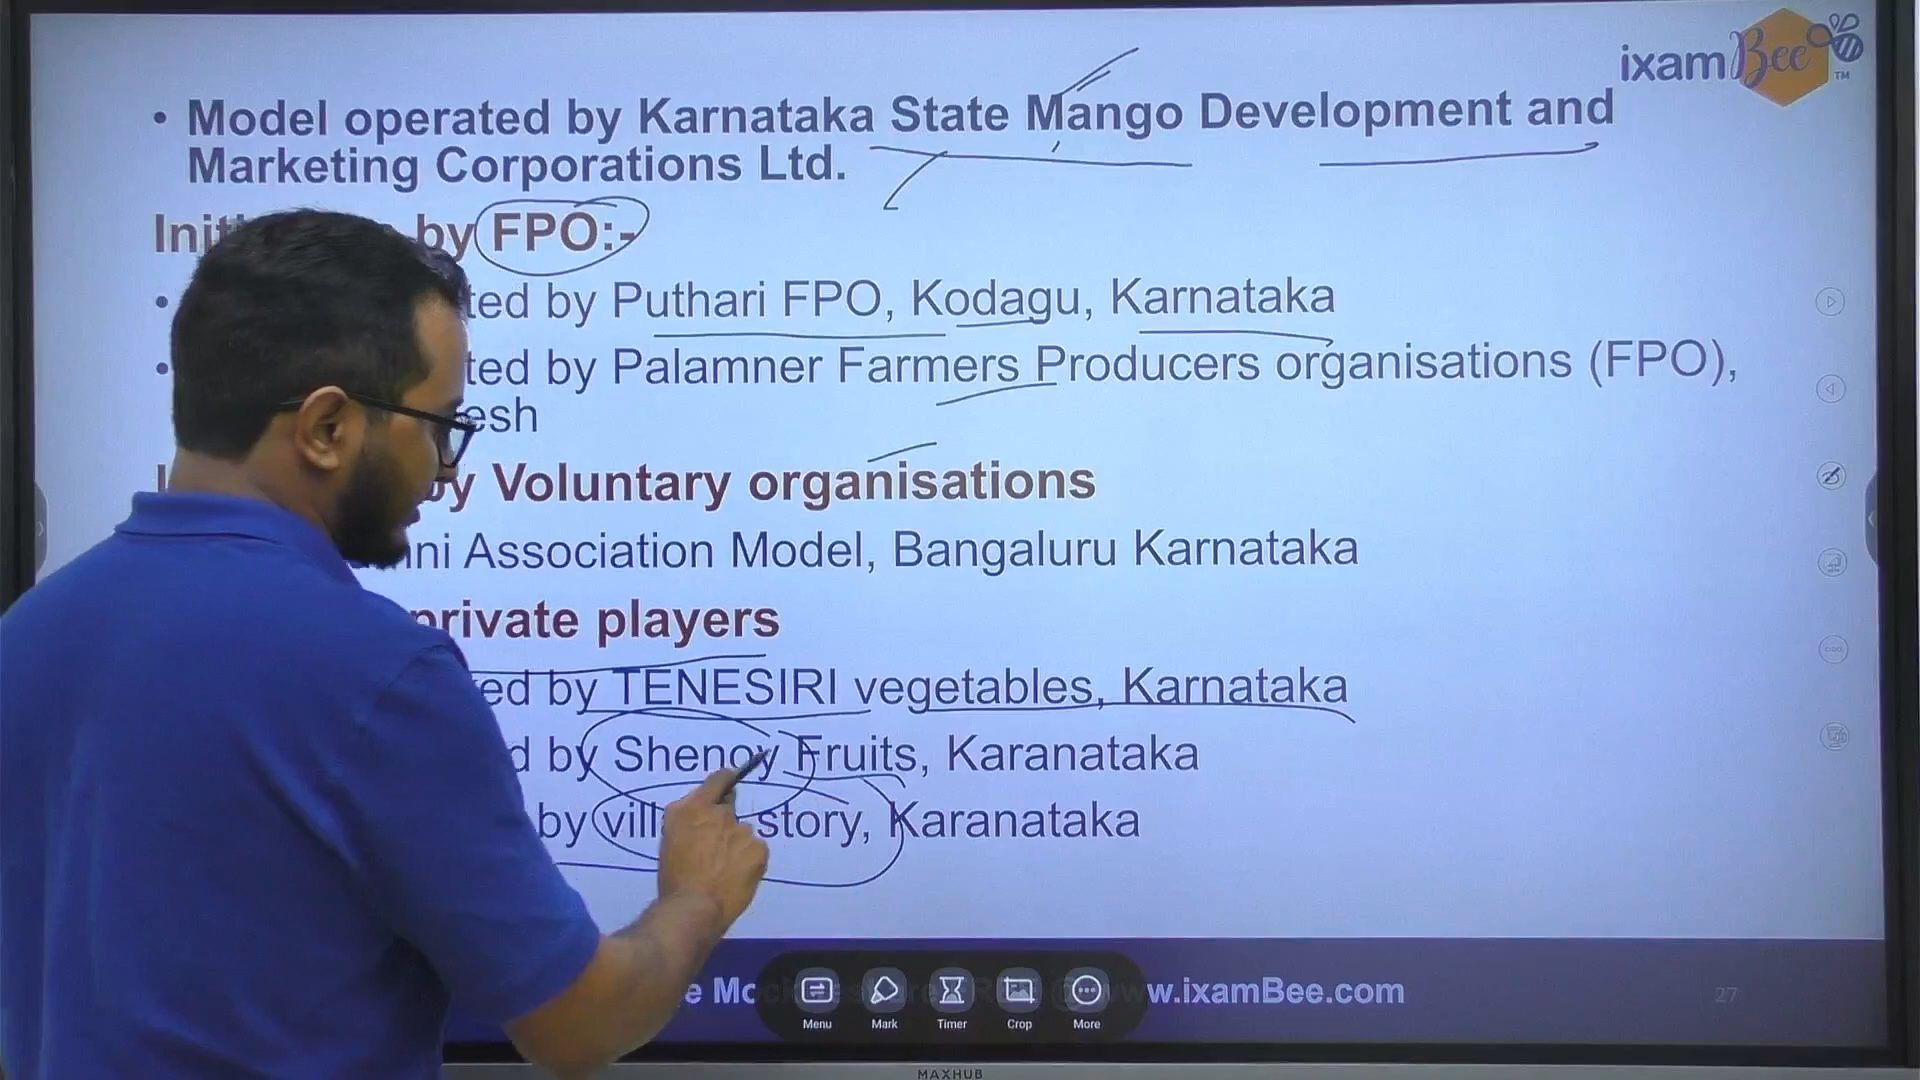 ixamBee TM
• Model operated by Karnataka State Mango Development and
Marketing Corporations Ltd.
by FPO:-
ted by Puthari FPO, Kodagu, Karnataka
ted by Palamner Farmers Producers organisations (FPO),
esh
by Voluntary organisations
ni Association Model, Bangaluru Karnataka
private players
ed by TENESIRI vegetables, Karnataka
d by Shenoy Fruits, Karanataka
by story, Karanataka
w.ixamBee.com
27
Menu Mark Timer Crop More
MAXHUB